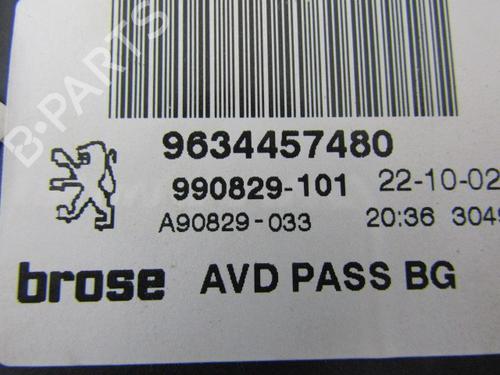 B-PARTS
9634457480
990829-101 22-10-02
A90829-033 20:36 3049
brose AVD PASS BG